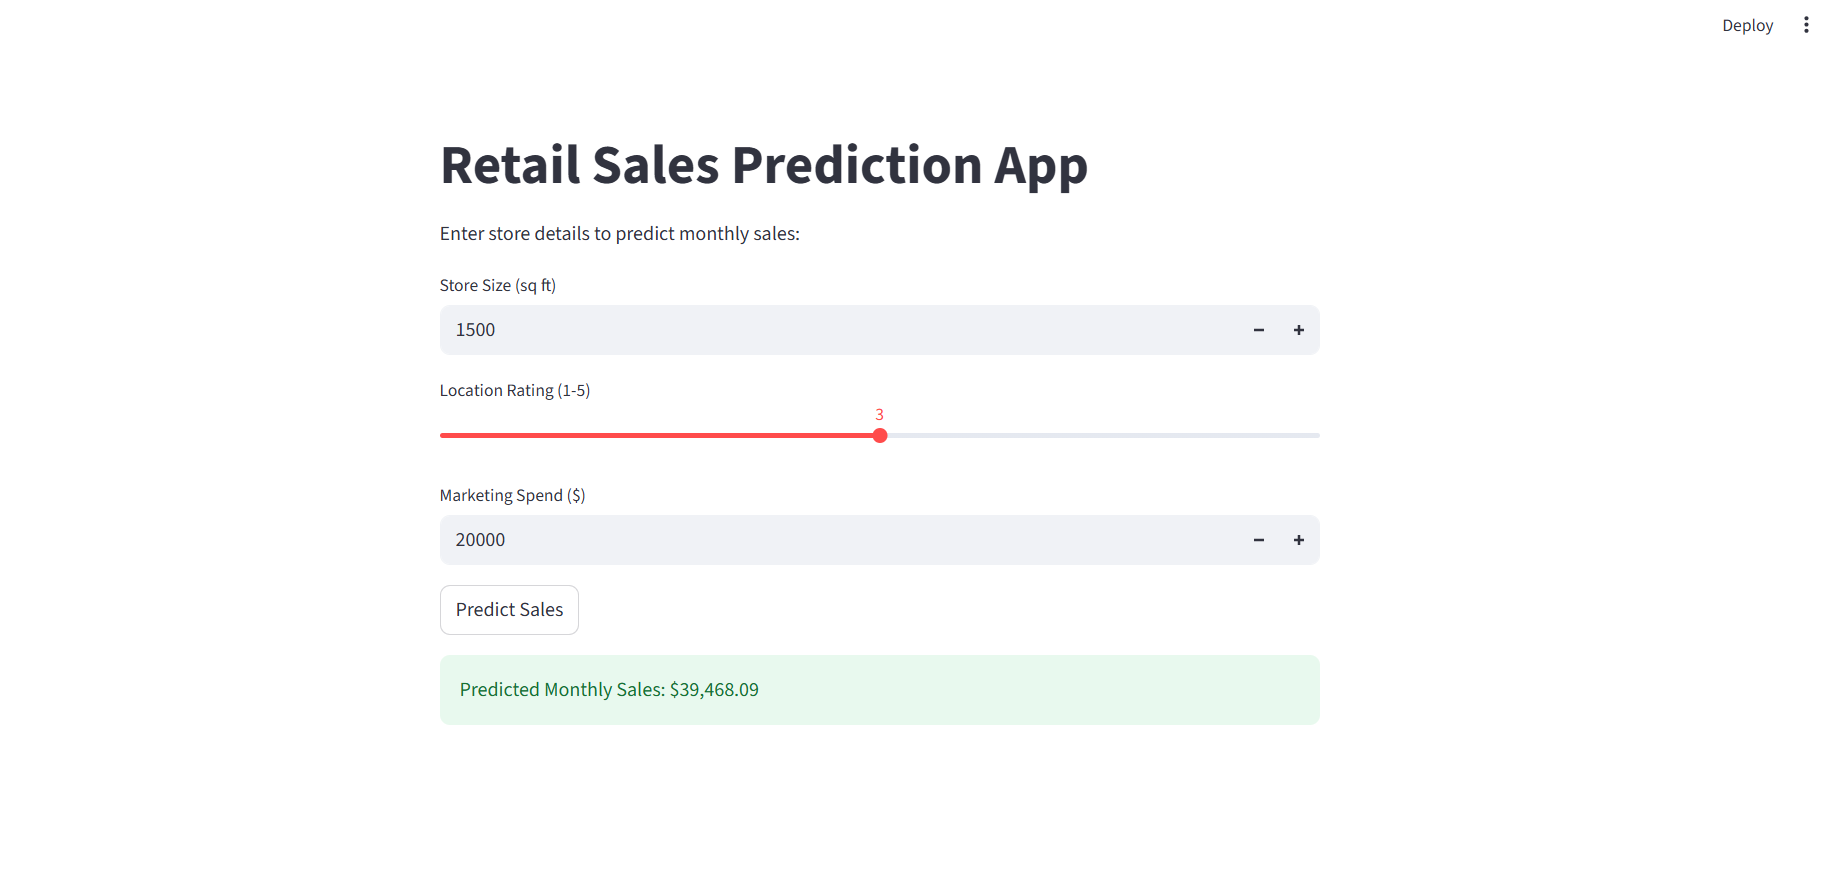 Deploy
Retail Sales Prediction App
Enter store details to predict monthly sales:
Store Size (sq ft)
1500
Location Rating (1-5)
3
Marketing Spend ($)
20000
Predict Sales
Predicted Monthly Sales: $39,468.09